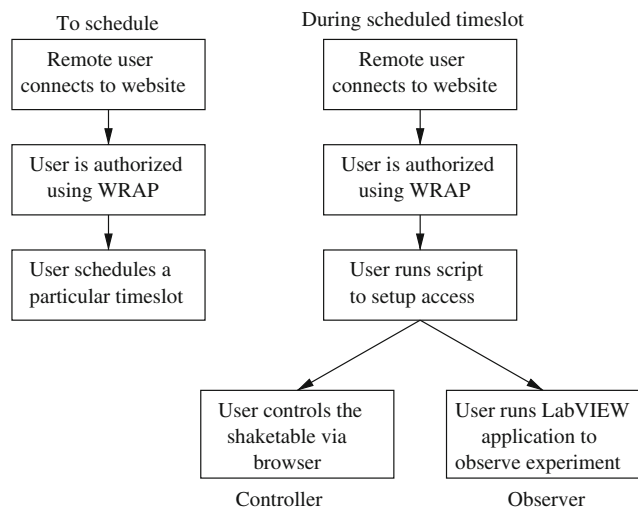 To schedule
Remote user
connects to website
User is authorized
using WRAP
User schedules a
particular timeslot
During scheduled timeslot
Remote user
connects to website
User is authorized
using WRAP
User runs script
to setup access
User controls the
shaketable via
browser
Controller
User runs LabVIEW
application to
observe experiment
Observer